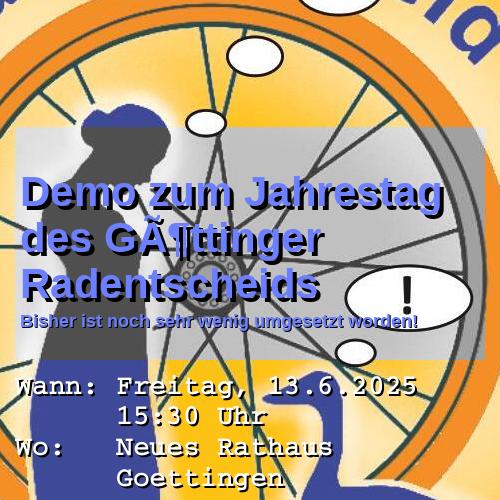 Demo zum Jahrestag
des GÃ¶ttinger
Radentscheids
Bisher ist noch sehr wenig umgesetzt worden!
!
Wann: Freitag, 13.6.2025
15:30 Uhr
Wo: Neues Rathaus
Goettingen